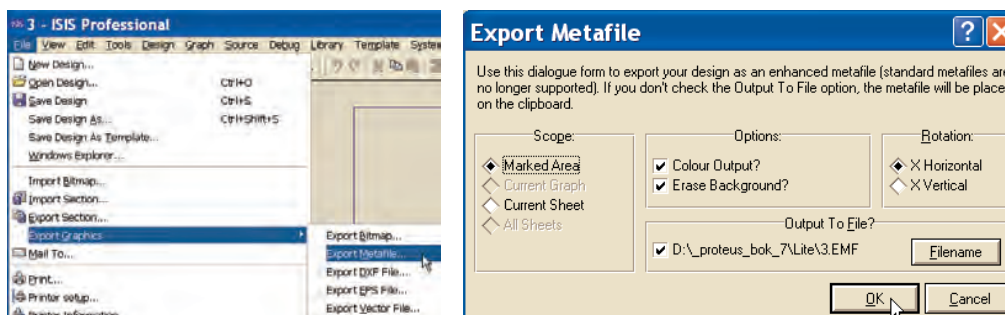 3 - ISIS Professional
File View Edit Tools Design Graph Source Debug Library Template System
New Design...
Open Design... Ctrl+O
Save Design Ctrl+S
Save Design As... Ctrl+Shift+S
Save Design As Template...
Windows Explorer...
Import Bitmap...
Import Section...
Export Section...
Export Graphics
Mail To...
Print...
Printer setup...
Printer Information
Export Bitmap...
Export Metafile...
Export DXF File...
Export EPS File...
Export Vector File...
Export Metafile
Use this dialogue form to export your design as an enhanced metafile (standard metafiles are
no longer supported). If you don't check the Output To File option, the metafile will be place
on the clipboard.
Scope:
Marked Area
Current Graph
Current Sheet
All Sheets
Options:
Colour Output?
Erase Background?
Rotation:
X Horizontal
X Vertical
Output To File?
D:\_proteus_bok_7\Lite\3.EMF
Filename
OK
Cancel